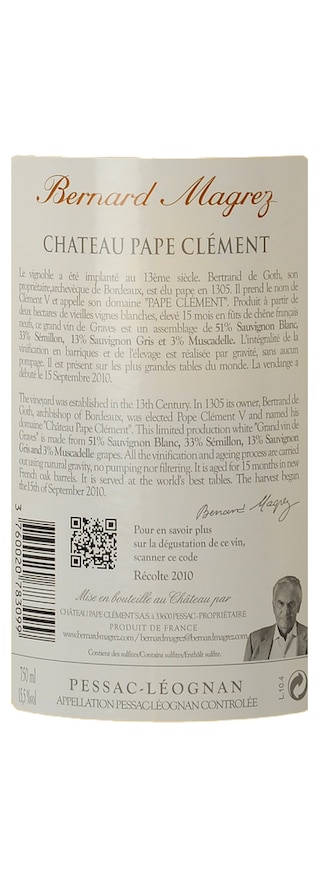 Bernard Magrez
CHATEAU PAPE CLÉMENT
Le vignoble a été implanté au 13ème siècle. Bertrand de Goth, son
propriétaire,archevèque de Bordeaux, est élu pape en 1305. Il prend le nom de
Clément V et appelle son domaine "PAPE CLÉMENT". Produit à partir de
deux hectares de vieilles vignes blanches, élevé 15 mois en fûts de chêne français
neufs, ce grand vin de Graves est un assemblage de 51% Sauvignon Blanc,
33% Sémillon, 13% Sauvignon Gris et 3% Muscadelle. L'intégralité de la
vinification en barriques et de l'élevage est réalisée par gravité, sans aucun
pompage. Il est présent sur les plus grandes tables du monde. La vendange a
débuté le 15 Septembre 2010.
The vineyard was established in the 13th Century. In 1305 its owner, Bertrand de
Goth, archbishop of Bordeaux, was elected Pape Clément V and named his
domaine "Château Pape Clément". This limited production white "Grand vin de
Graves" is made from 51% Sauvignon Blanc, 33% Sémillon, 13% Sauvignon
Gris and 3% Muscadelle grapes. All the vinification and ageing process are carried
out using natural gravity, no pumping nor filtering. It is aged for 15 months in new
French oak barrels. It is served at the world's best tables. The harvest began
the 15th of September 2010.
Bernard Magrez
3 760020 783099
Pour en savoir plus
sur la dégustation de ce vin,
scanner ce code
Récolte 2010
Mise en bouteille au Château par
CHÂTEAU PAPE CLÉMENT S.A.S. à 33600 PESSAC - PROPRIÉTAIRE
PRODUIT DE FRANCE
www.bernardmagrez.com / bernardmagrez@bernardmagrez.com
Contient des sulfites/Contains sulfites/Enthält sulfite.
750 ml
13,5 %vol
PESSAC-LÉOGNAN
APPELLATION PESSAC-LÉOGNAN CONTROLÉE
L.10.4